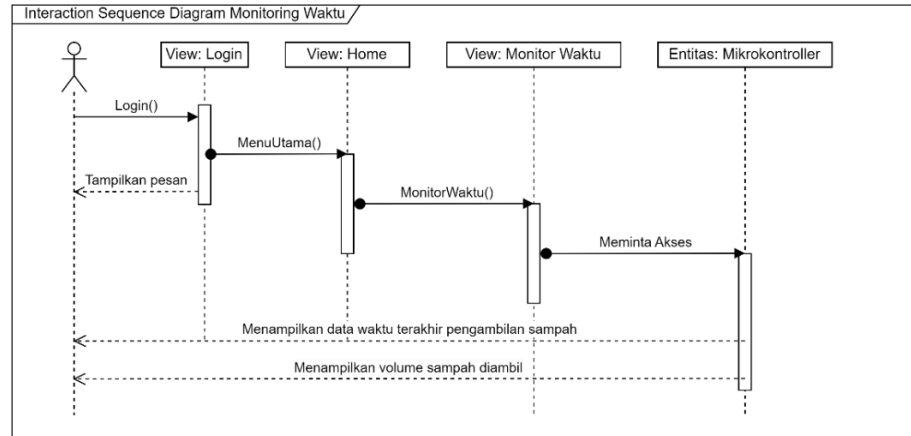 Interaction Sequence Diagram Monitoring Waktu
View: Login
View: Home
View: Monitor Waktu
Entitas: Mikrokontroller
Login()
MenuUtama()
Tampilkan pesan
MonitorWaktu()
Meminta Akses
Menampilkan data waktu terakhir pengambilan sampah
Menampilkan volume sampah diambil